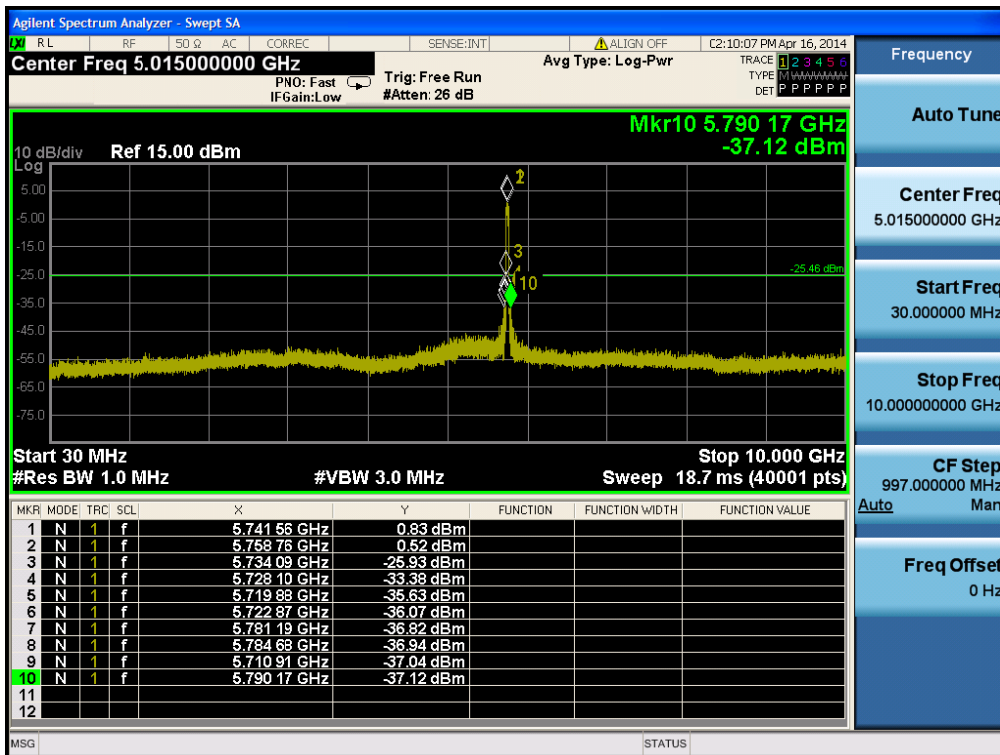 Agilent Spectrum Analyzer - Swept SA
LXI RL RF 50 Ω AC CORREC SENSE:INT ALIGN OFF 02:10:07 PM Apr 16, 2014
Center Freq 5.015000000 GHz
PNO: Fast
IFGain:Low
Trig: Free Run
#Atten: 26 dB
Avg Type: Log-Pwr
TRACE 1 2 3 4 5 6
TYPE M WWWWW
DET P P P P P P
Mkr10 5.790 17 GHz
-37.12 dBm
10 dB/div Ref 15.00 dBm
Log
5.00
-5.00
-15.0
-25.0
-35.0
-45.0
-55.0
-65.0
-75.0
2
3
10
-25.46 dBm
Start 30 MHz Stop 10.000 GHz
#Res BW 1.0 MHz #VBW 3.0 MHz Sweep 18.7 ms (40001 pts)
MKR MODE TRC SCL X Y FUNCTION FUNCTION WIDTH FUNCTION VALUE
1 N 1 f 5.741 56 GHz 0.83 dBm
2 N 1 f 5.758 76 GHz 0.52 dBm
3 N 1 f 5.734 09 GHz -25.93 dBm
4 N 1 f 5.728 10 GHz -33.38 dBm
5 N 1 f 5.719 88 GHz -35.63 dBm
6 N 1 f 5.722 87 GHz -36.07 dBm
7 N 1 f 5.781 19 GHz -36.82 dBm
8 N 1 f 5.784 68 GHz -36.94 dBm
9 N 1 f 5.710 91 GHz -37.04 dBm
10 N 1 f 5.790 17 GHz -37.12 dBm
11
12
MSG STATUS
Frequency
Auto Tune
Center Freq
5.015000000 GHz
Start Freq
30.000000 MHz
Stop Freq
10.000000000 GHz
CF Step
997.000000 MHz
Auto Man
Freq Offset
0 Hz